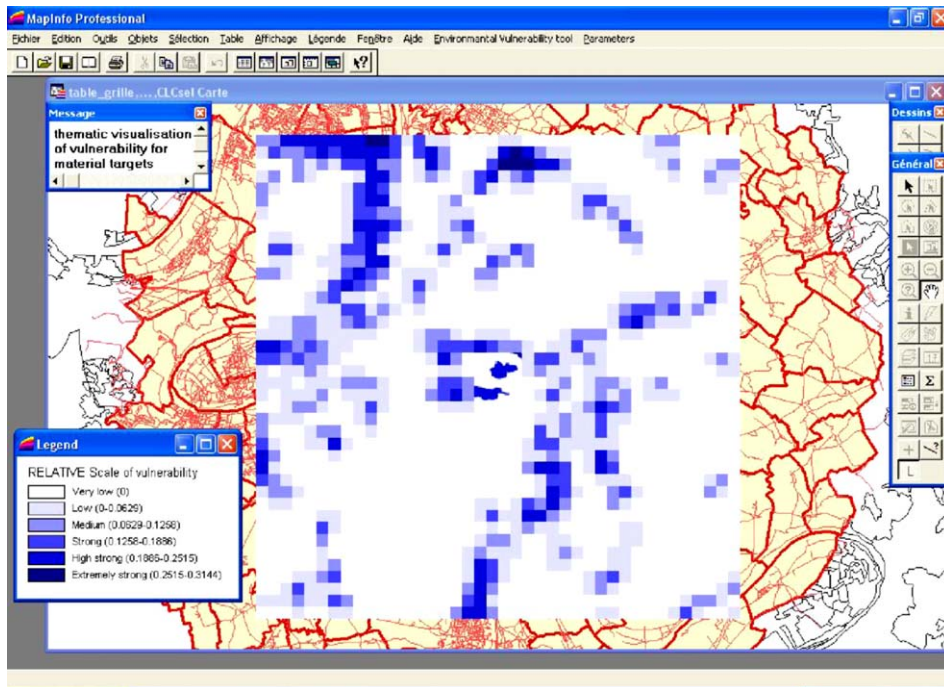 MapInfo Professional
Fichier Edition Outils Objets Sélection Table Affichage Légende Fenêtre Aide Environmantal Vulnerability tool Parameters
table_grille,...,CLCsel Carte
Message
thematic visualisation
of vulnerability for
material targets
Dessins
Général
Legend
RELATIVE Scale of vulnerability
Very low (0)
Low (0-0.0629)
Medium (0.0629-0.1258)
Strong (0.1258-0.1886)
High strong (0.1886-0.2515)
Extremely strong (0.2515-0.3144)